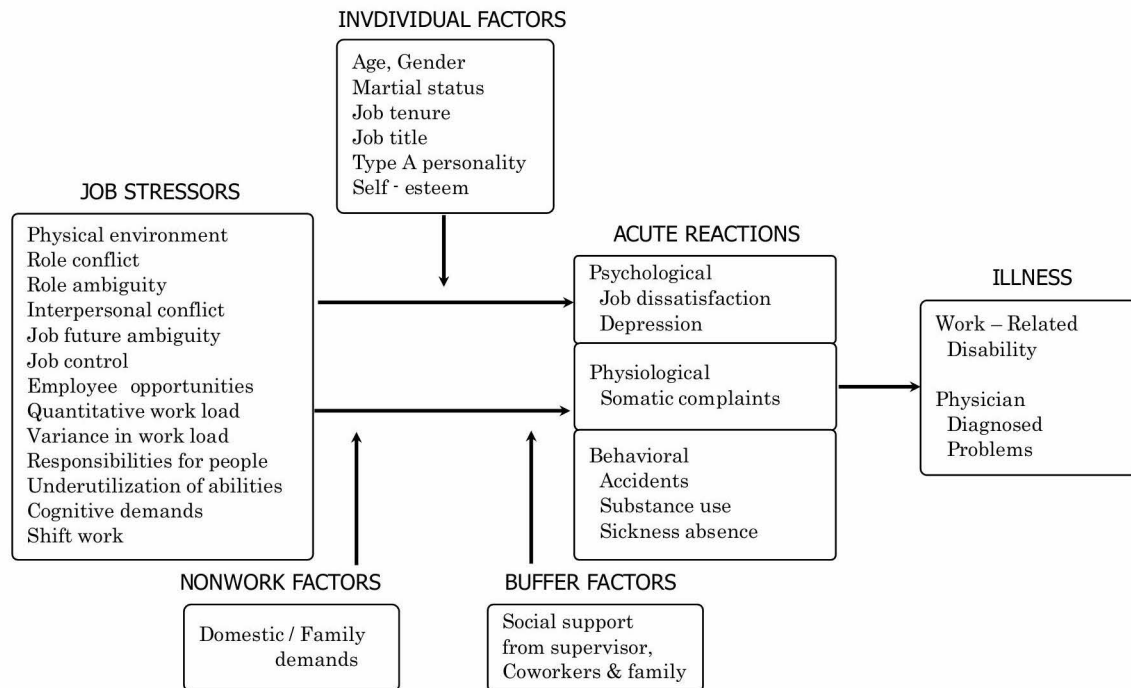 INVDIVIDUAL FACTORS
Age, Gender
Martial status
Job tenure
Job title
Type A personality
Self - esteem
JOB STRESSORS
Physical environment
Role conflict
Role ambiguity
Interpersonal conflict
Job future ambiguity
Job control
Employee opportunities
Quantitative work load
Variance in work load
Responsibilities for people
Underutilization of abilities
Cognitive demands
Shift work
ACUTE REACTIONS
Psychological
Job dissatisfaction
Depression
Physiological
Somatic complaints
Behavioral
Accidents
Substance use
Sickness absence
ILLNESS
Work – Related
Disability
Physician
Diagnosed
Problems
NONWORK FACTORS
Domestic / Family
demands
BUFFER FACTORS
Social support
from supervisor,
Coworkers & family